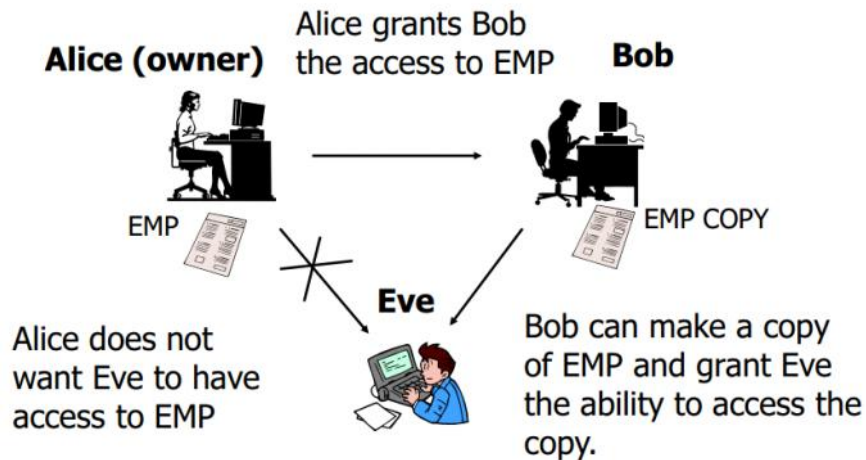 Alice grants Bob
the access to EMP
Alice (owner)
Bob
EMP
EMP COPY
Eve
Alice does not
want Eve to have
access to EMP
Bob can make a copy
of EMP and grant Eve
the ability to access the
copy.